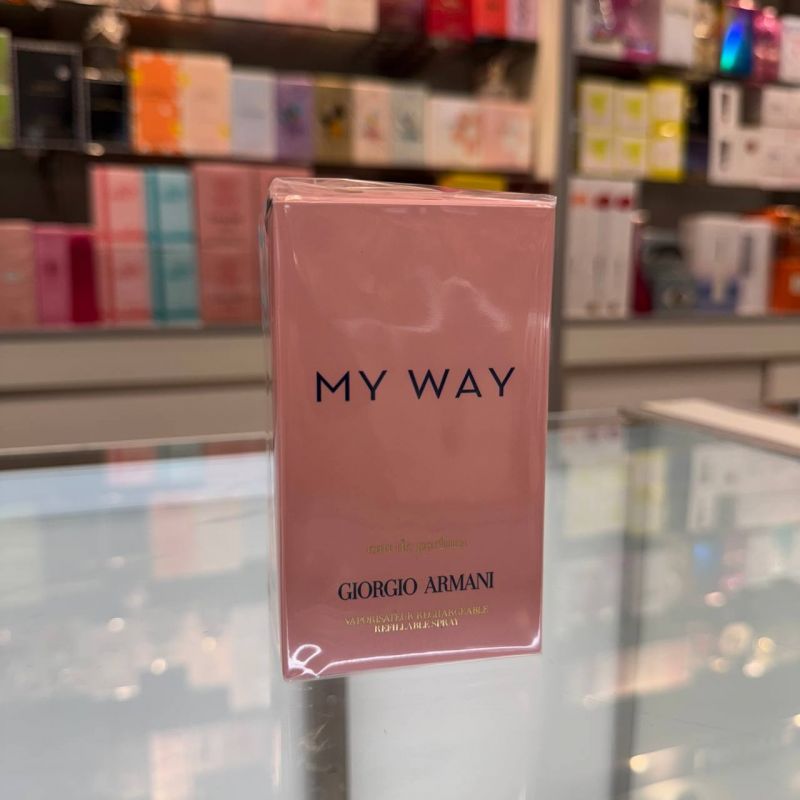 MY WAY
eau de parfum
GIORGIO ARMANI
VAPORISATEUR RECHARGEABLE
REFILLABLE SPRAY